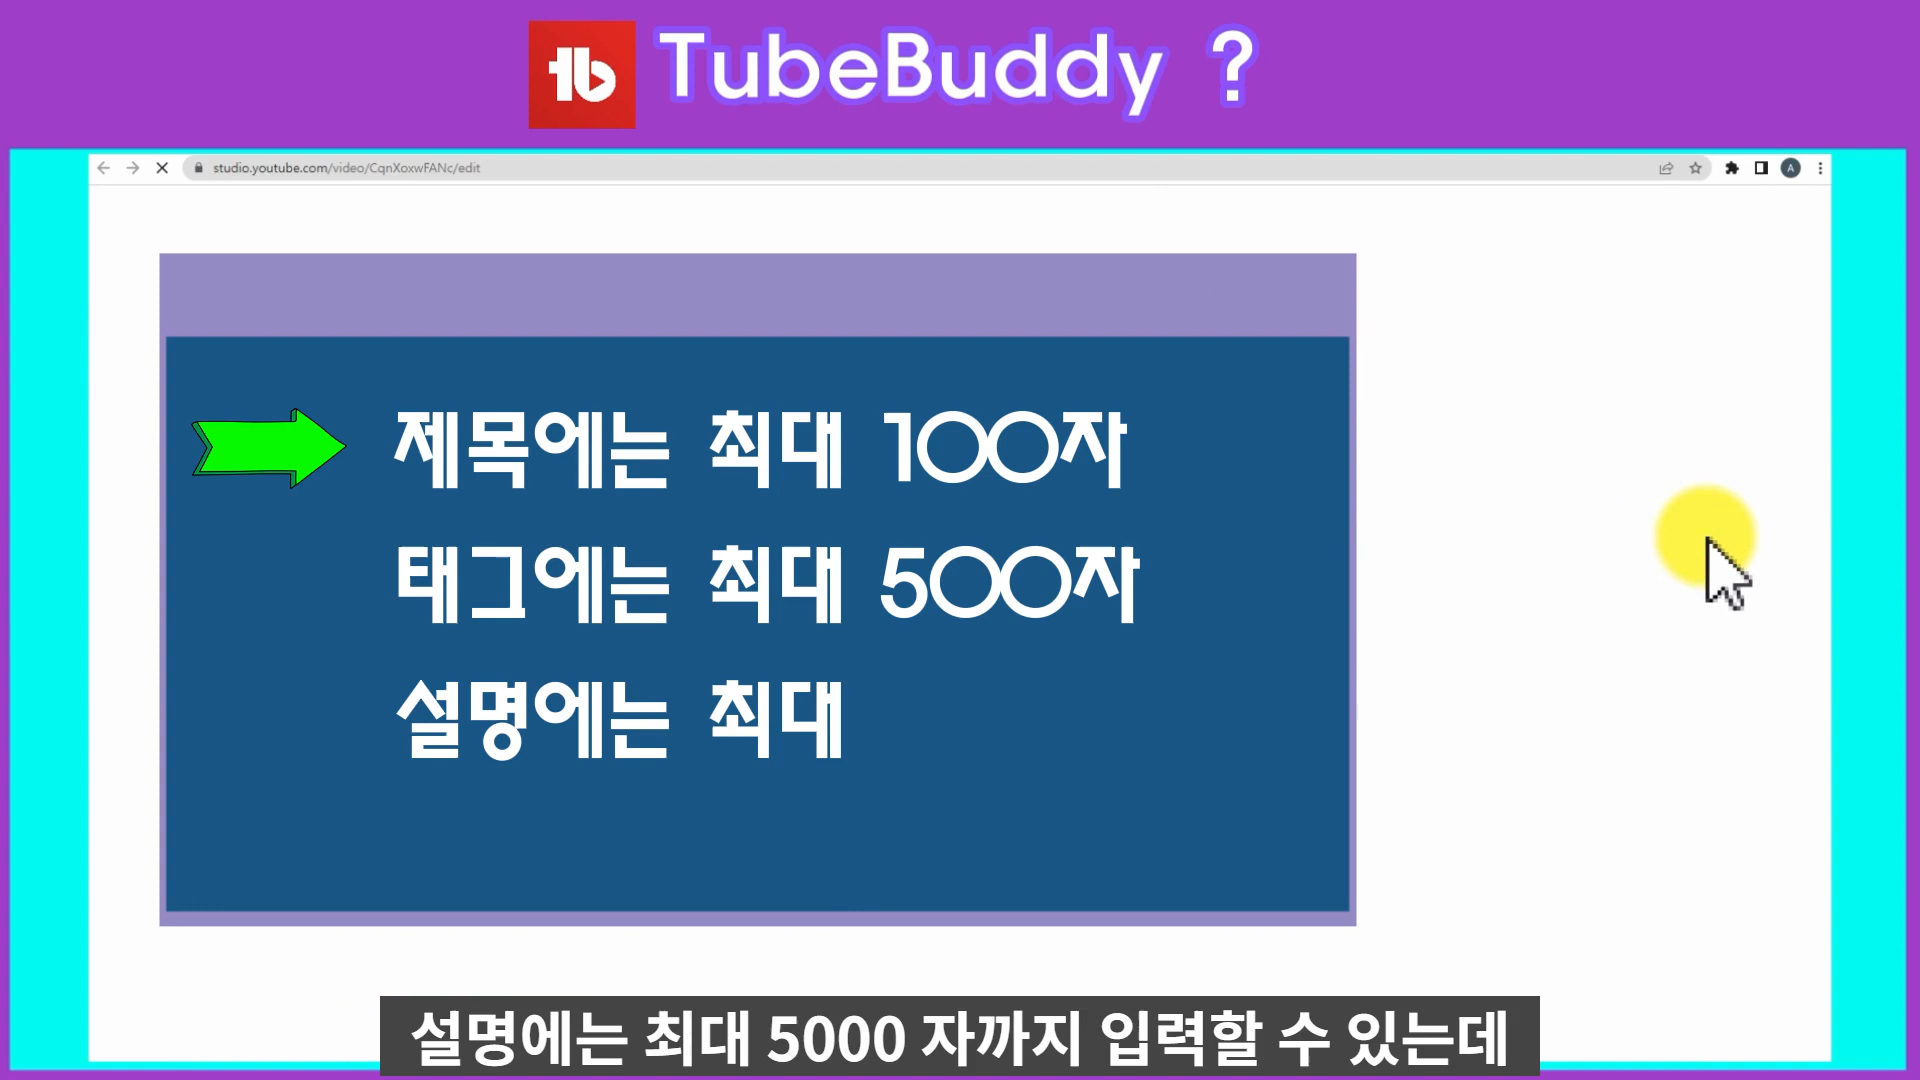 tb TubeBuddy ?
studio.youtube.com/video/CqnXoxwFANc/edit
A
제목에는 최대 100자
태그에는 최대 500자
설명에는 최대
설명에는 최대 5000 자까지 입력할 수 있는데